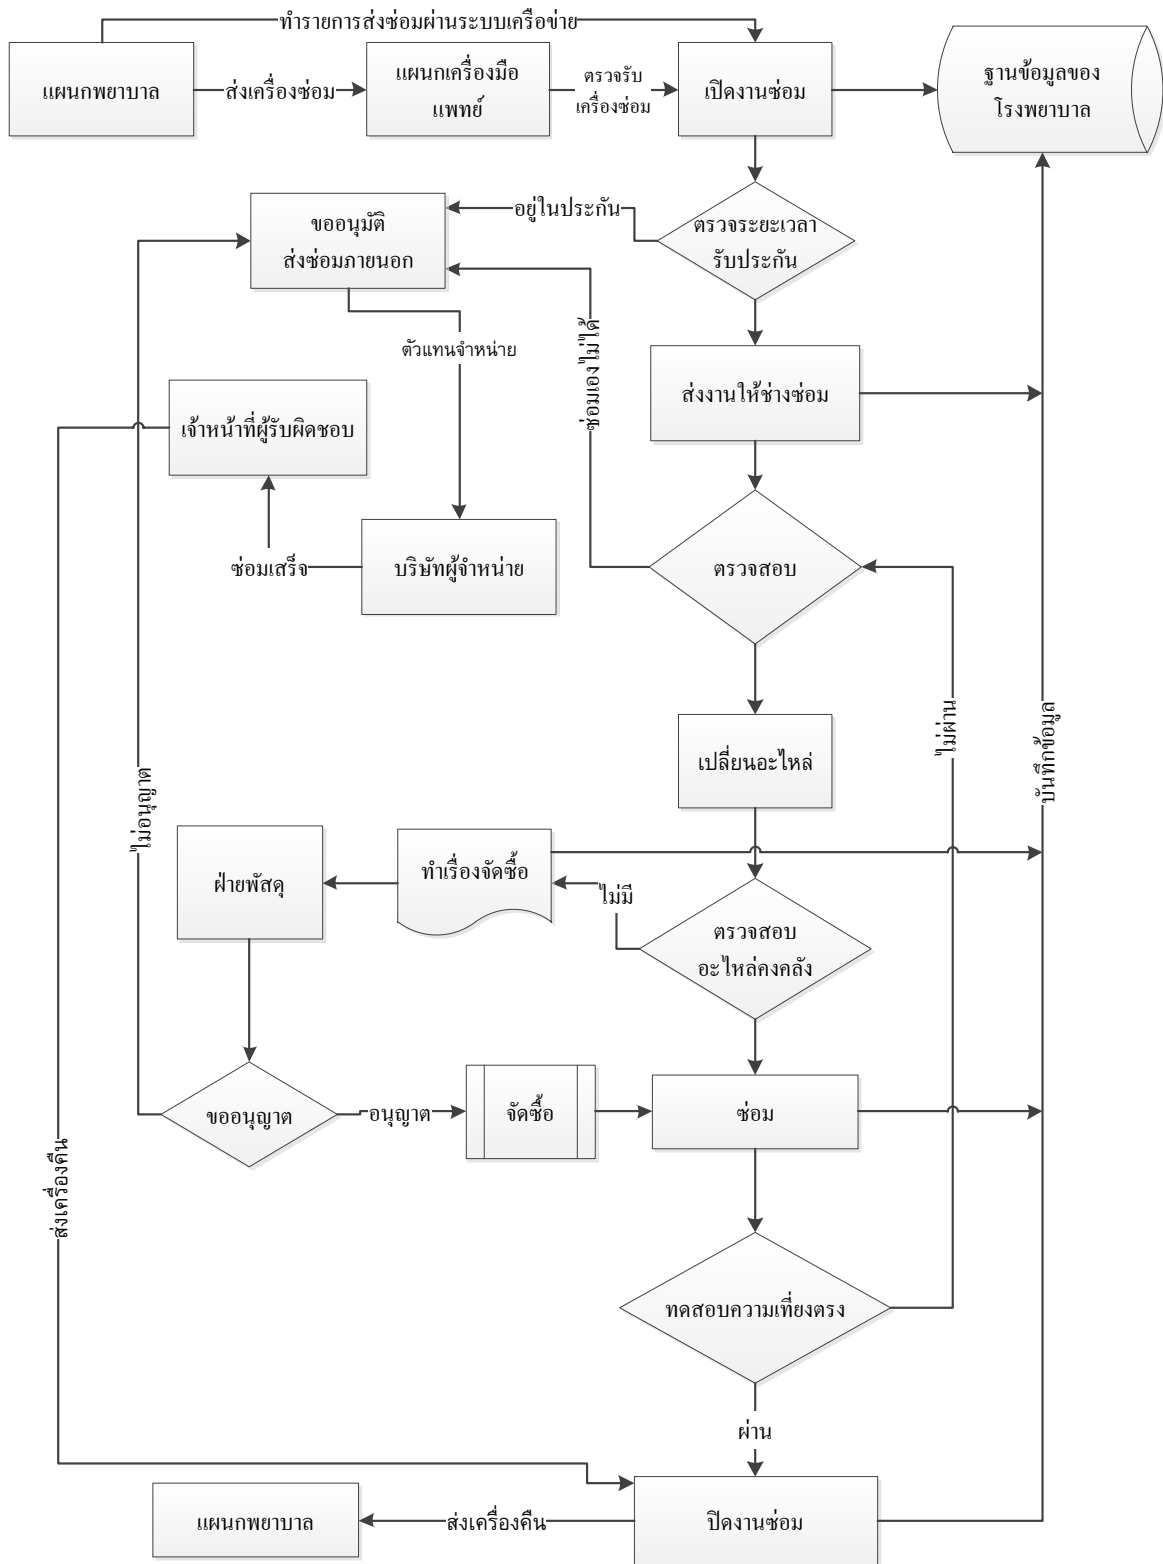 ทำรายการส่งซ่อมผ่านระบบเครือข่าย
แผนกพยาบาล
ส่งเครื่องซ่อม
แผนกเครื่องมือ
แพทย์
ตรวจรับ
เครื่องซ่อม
เปิดงานซ่อม
ฐานข้อมูลของ
โรงพยาบาล
ขออนุมัติ
ส่งซ่อมภายนอก
อยู่ในประกัน
ตรวจระยะเวลา
รับประกัน
ซ่อมเองไม่ได้
ตัวแทนจำหน่าย
ส่งงานให้ช่างซ่อม
เจ้าหน้าที่ผู้รับผิดชอบ
ซ่อมเสร็จ
บริษัทผู้จำหน่าย
ตรวจสอบ
ไม่ผ่าน
บันทึกข้อมูล
เปลี่ยนอะไหล่
ไม่อนุญาต
ฝ่ายพัสดุ
ทำเรื่องจัดซื้อ
ไม่มี
ตรวจสอบ
อะไหล่คงคลัง
ขออนุญาต
อนุญาต
จัดซื้อ
ซ่อม
ส่งเครื่องคืน
ทดสอบความเที่ยงตรง
ผ่าน
แผนกพยาบาล
ส่งเครื่องคืน
ปิดงานซ่อม